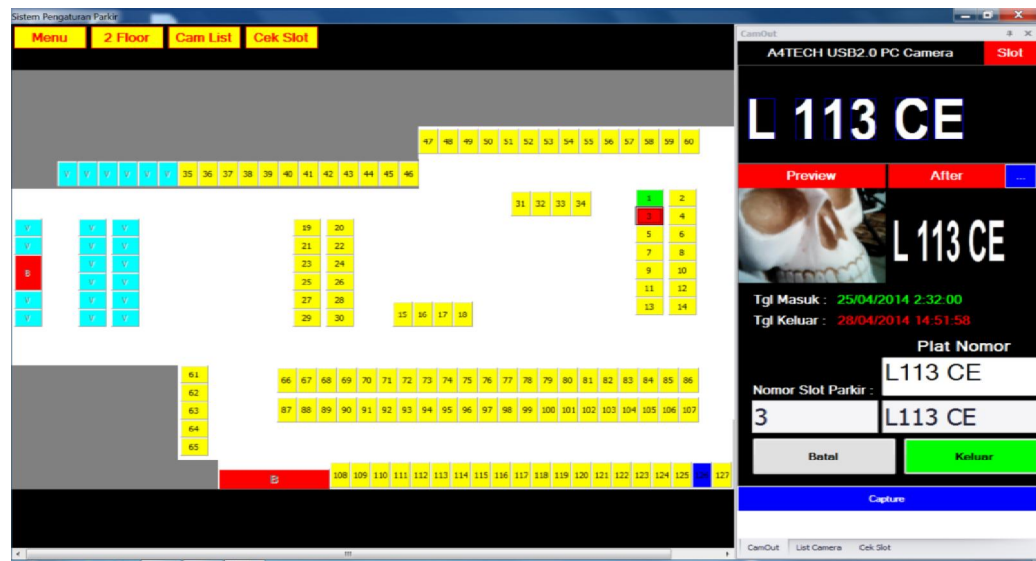 Sistem Pengaturan Parkir
Menu 2 Floor Cam List Cek Slot
47 48 49 50 51 52 53 54 55 56 57 58 59 60
V V V V V V 35 36 37 38 39 40 41 42 43 44 45 46
31 32 33 34
1 2
3 4
5 6
7 8
9 10
11 12
13 14
V V V
V V V
B V V
V V
V V V
V V V
19 20
21 22
23 24
25 26
27 28
29 30
15 16 17 18
61
62
63
64
65
66 67 68 69 70 71 72 73 74 75 76 77 78 79 80 81 82 83 84 85 86
87 88 89 90 91 92 93 94 95 96 97 98 99 100 101 102 103 104 105 106 107
B 108 109 110 111 112 113 114 115 116 117 118 119 120 121 122 123 124 125 126 127
CamOut
A4TECH USB2.0 PC Camera Slot
L 113 CE
Preview After ...
L 113 CE
Tgl Masuk : 25/04/2014 2:32:00
Tgl Keluar : 28/04/2014 14:51:58
Plat Nomor
L113 CE
Nomor Slot Parkir :
3 L113 CE
Batal Keluar
Capture
CamOut List Camera Cek Slot